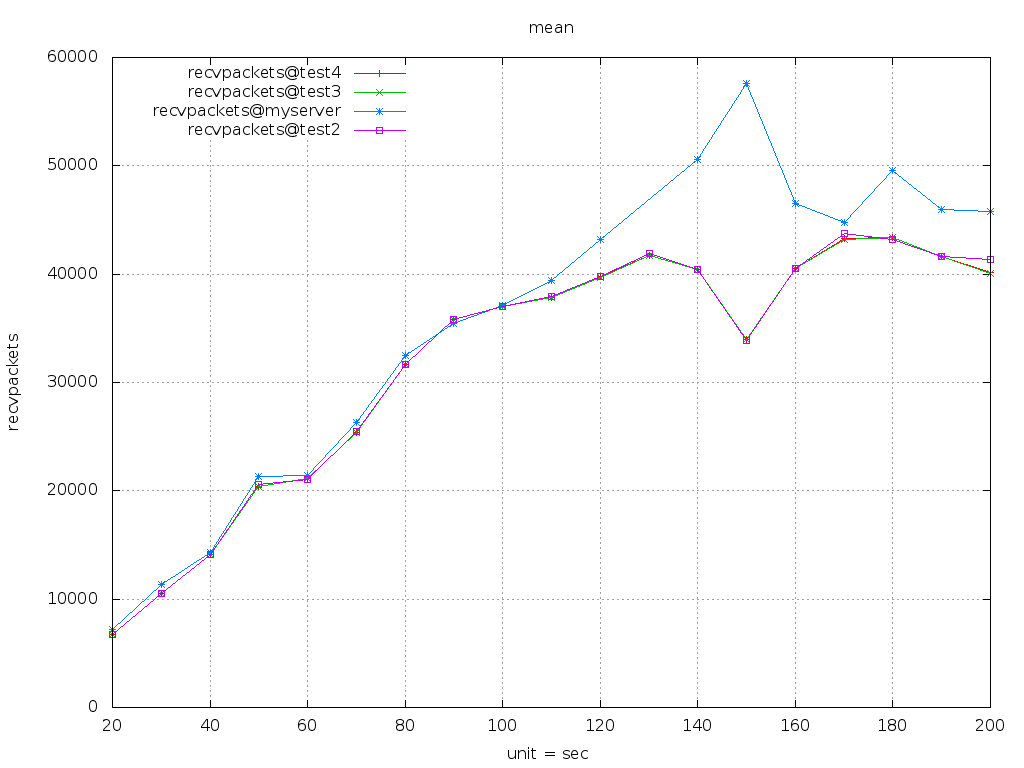 mean
60000
50000
40000
30000
20000
10000
0
recvpackets@test4
recvpackets@test3
recvpackets@myserver
recvpackets@test2
recvpackets
20 40 60 80 100 120 140 160 180 200
unit = sec